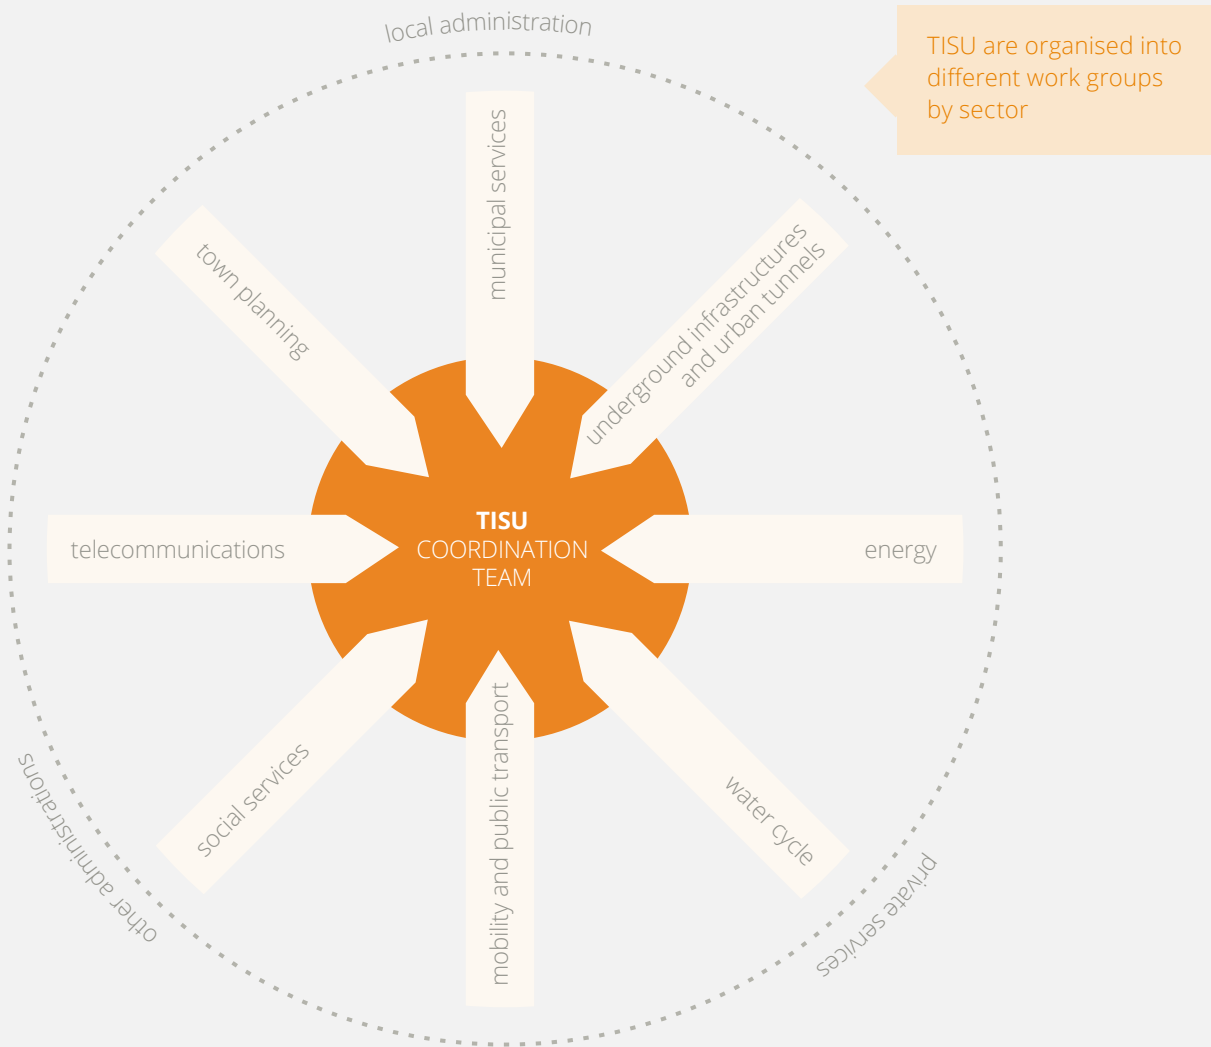 local administration
TISU are organised into
different work groups
by sector
municipal services
town planning
underground infrastructures
and urban tunnels
telecommunications
TISU
COORDINATION
TEAM
energy
social services
mobility and public transport
water cycle
other administrations
private services